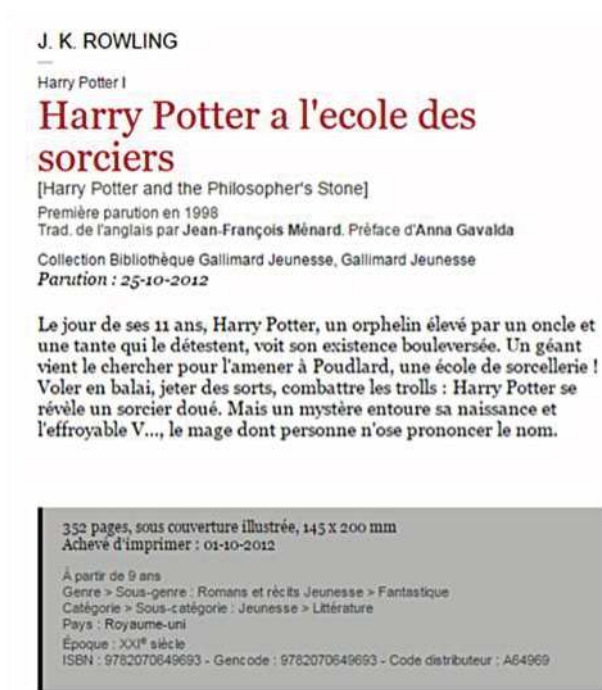 J. K. ROWLING
Harry Potter I
Harry Potter a l'ecole des
sorciers
[Harry Potter and the Philosopher's Stone]
Première parution en 1998
Trad. de l'anglais par Jean-François Ménard. Préface d'Anna Gavalda
Collection Bibliothèque Gallimard Jeunesse, Gallimard Jeunesse
Parution : 25-10-2012
Le jour de ses 11 ans, Harry Potter, un orphelin élevé par un oncle et
une tante qui le détestent, voit son existence bouleversée. Un géant
vient le chercher pour l'amener à Poudlard, une école de sorcellerie !
Voler en balai, jeter des sorts, combattre les trolls : Harry Potter se
révèle un sorcier doué. Mais un mystère entoure sa naissance et
l'effroyable V..., le mage dont personne n'ose prononcer le nom.
352 pages, sous couverture illustrée, 145 x 200 mm
Achevé d'imprimer : 01-10-2012
À partir de 9 ans
Genre > Sous-genre : Romans et récits Jeunesse > Fantastique
Catégorie > Sous-catégorie : Jeunesse > Littérature
Pays : Royaume-uni
Époque : XXIe siècle
ISBN : 9782070649693 - Gencode : 9782070649693 - Code distributeur : A64969